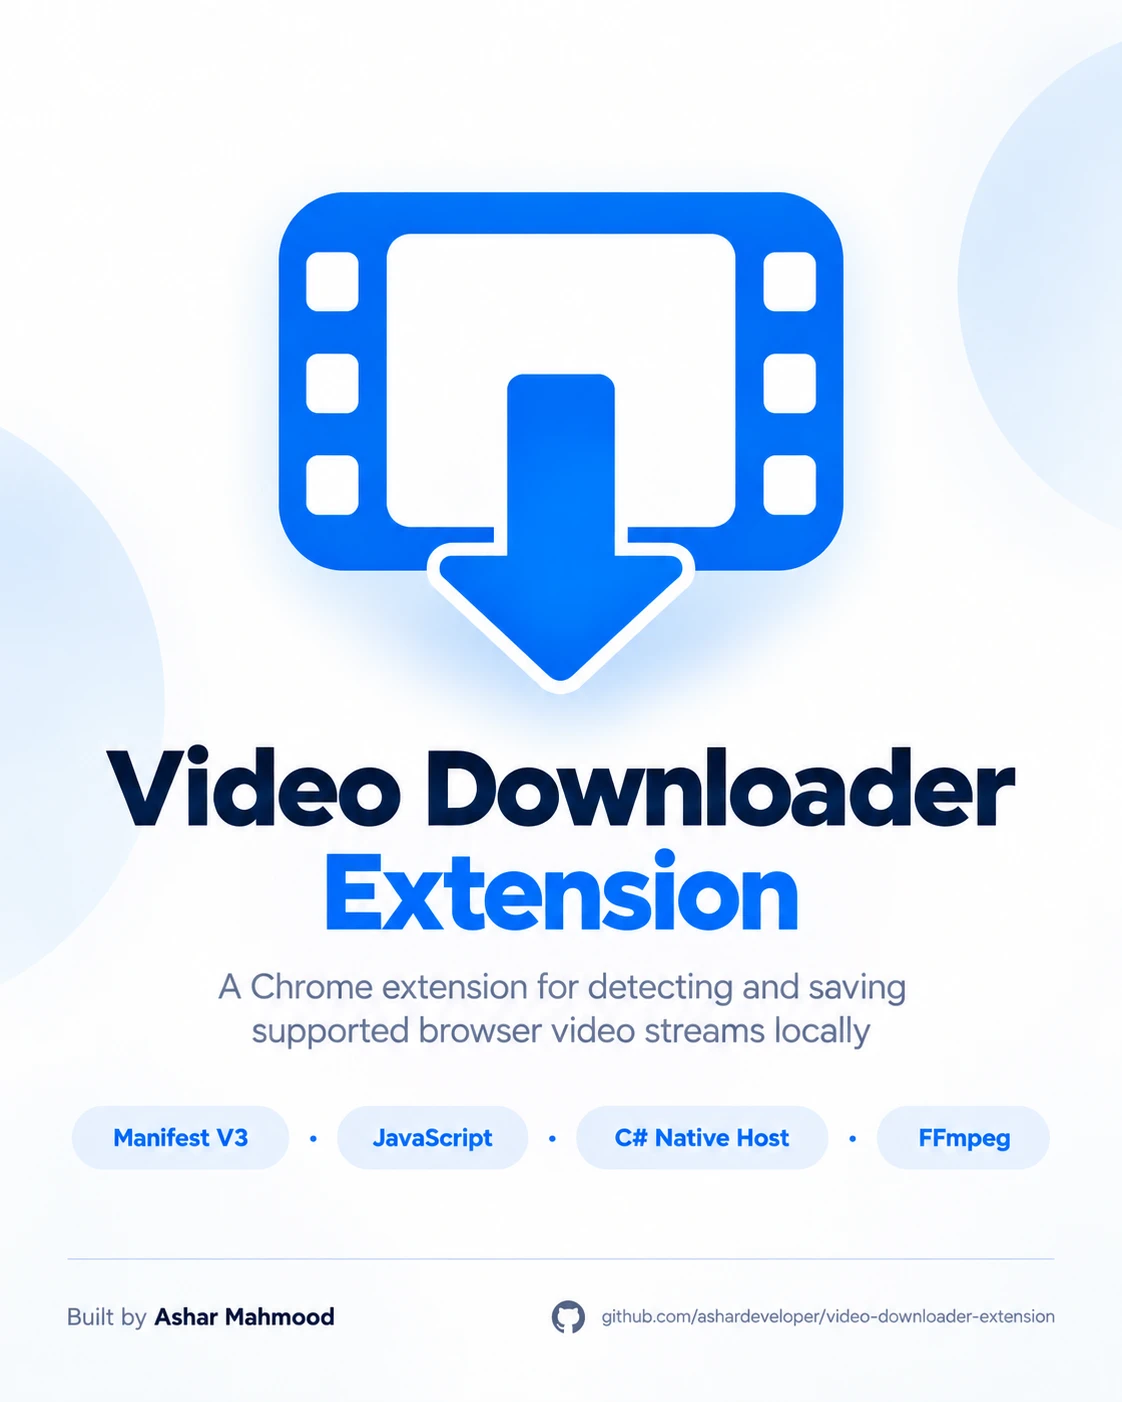 Video Downloader
Extension
A Chrome extension for detecting and saving
supported browser video streams locally
Manifest V3 • JavaScript • C# Native Host • FFmpeg
Built by Ashar Mahmood
github.com/ashardeveloper/video-downloader-extension